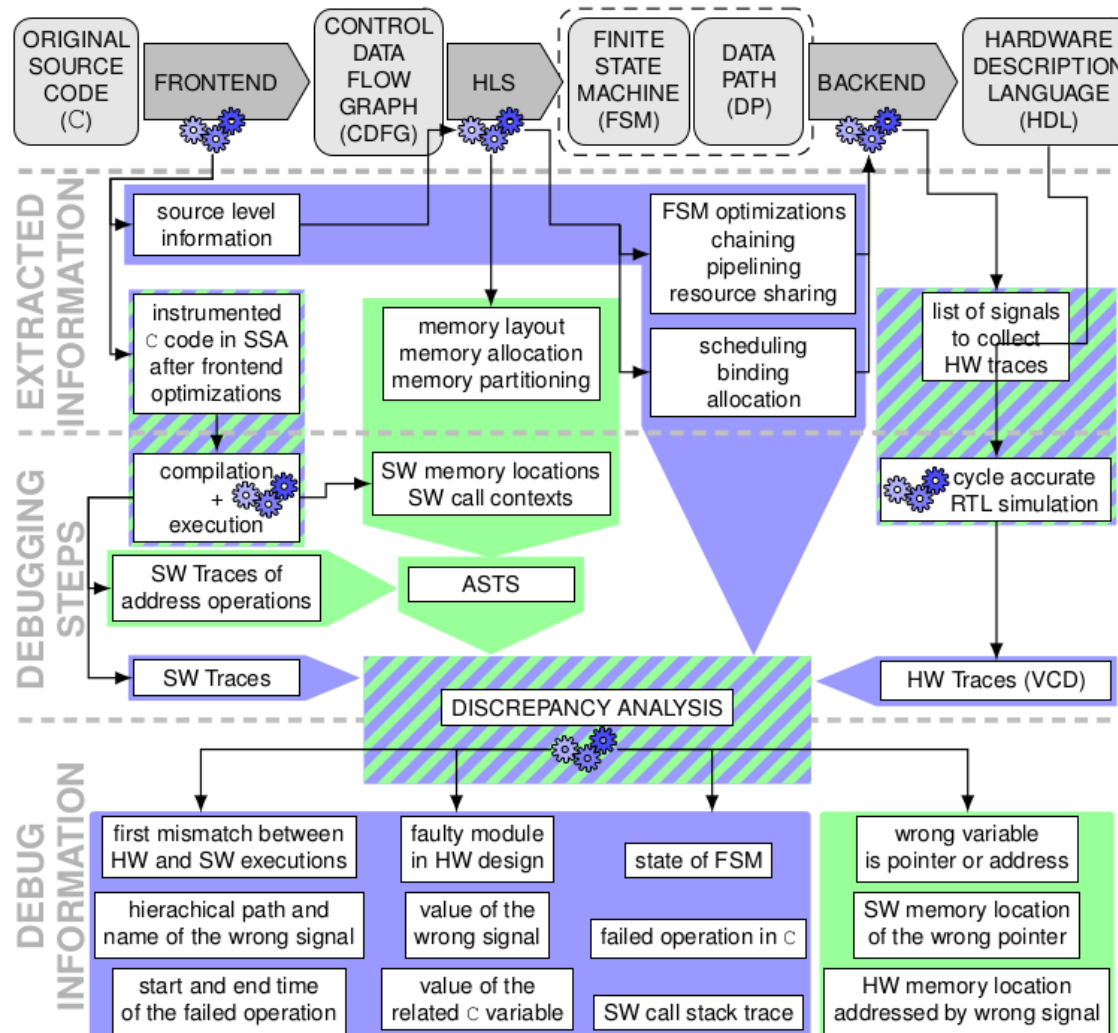 ORIGINAL
SOURCE
CODE
(C)
FRONTEND
CONTROL
DATA
FLOW
GRAPH
(CDFG)
HLS
FINITE
STATE
MACHINE
(FSM)
DATA
PATH
(DP)
BACKEND
HARDWARE
DESCRIPTION
LANGUAGE
(HDL)
EXTRACTED
INFORMATION
source level
information
FSM optimizations
chaining
pipelining
resource sharing
instrumented
C code in SSA
after frontend
optimizations
memory layout
memory allocation
memory partitioning
scheduling
binding
allocation
list of signals
to collect
HW traces
DEBUGGING
STEPS
compilation
+
execution
SW memory locations
SW call contexts
cycle accurate
RTL simulation
SW Traces of
address operations
ASTS
SW Traces
HW Traces (VCD)
DISCREPANCY ANALYSIS
DEBUG
INFORMATION
first mismatch between
HW and SW executions
faulty module
in HW design
state of FSM
wrong variable
is pointer or address
hierachical path and
name of the wrong signal
value of the
wrong signal
failed operation in C
SW memory location
of the wrong pointer
start and end time
of the failed operation
value of the
related C variable
SW call stack trace
HW memory location
addressed by wrong signal